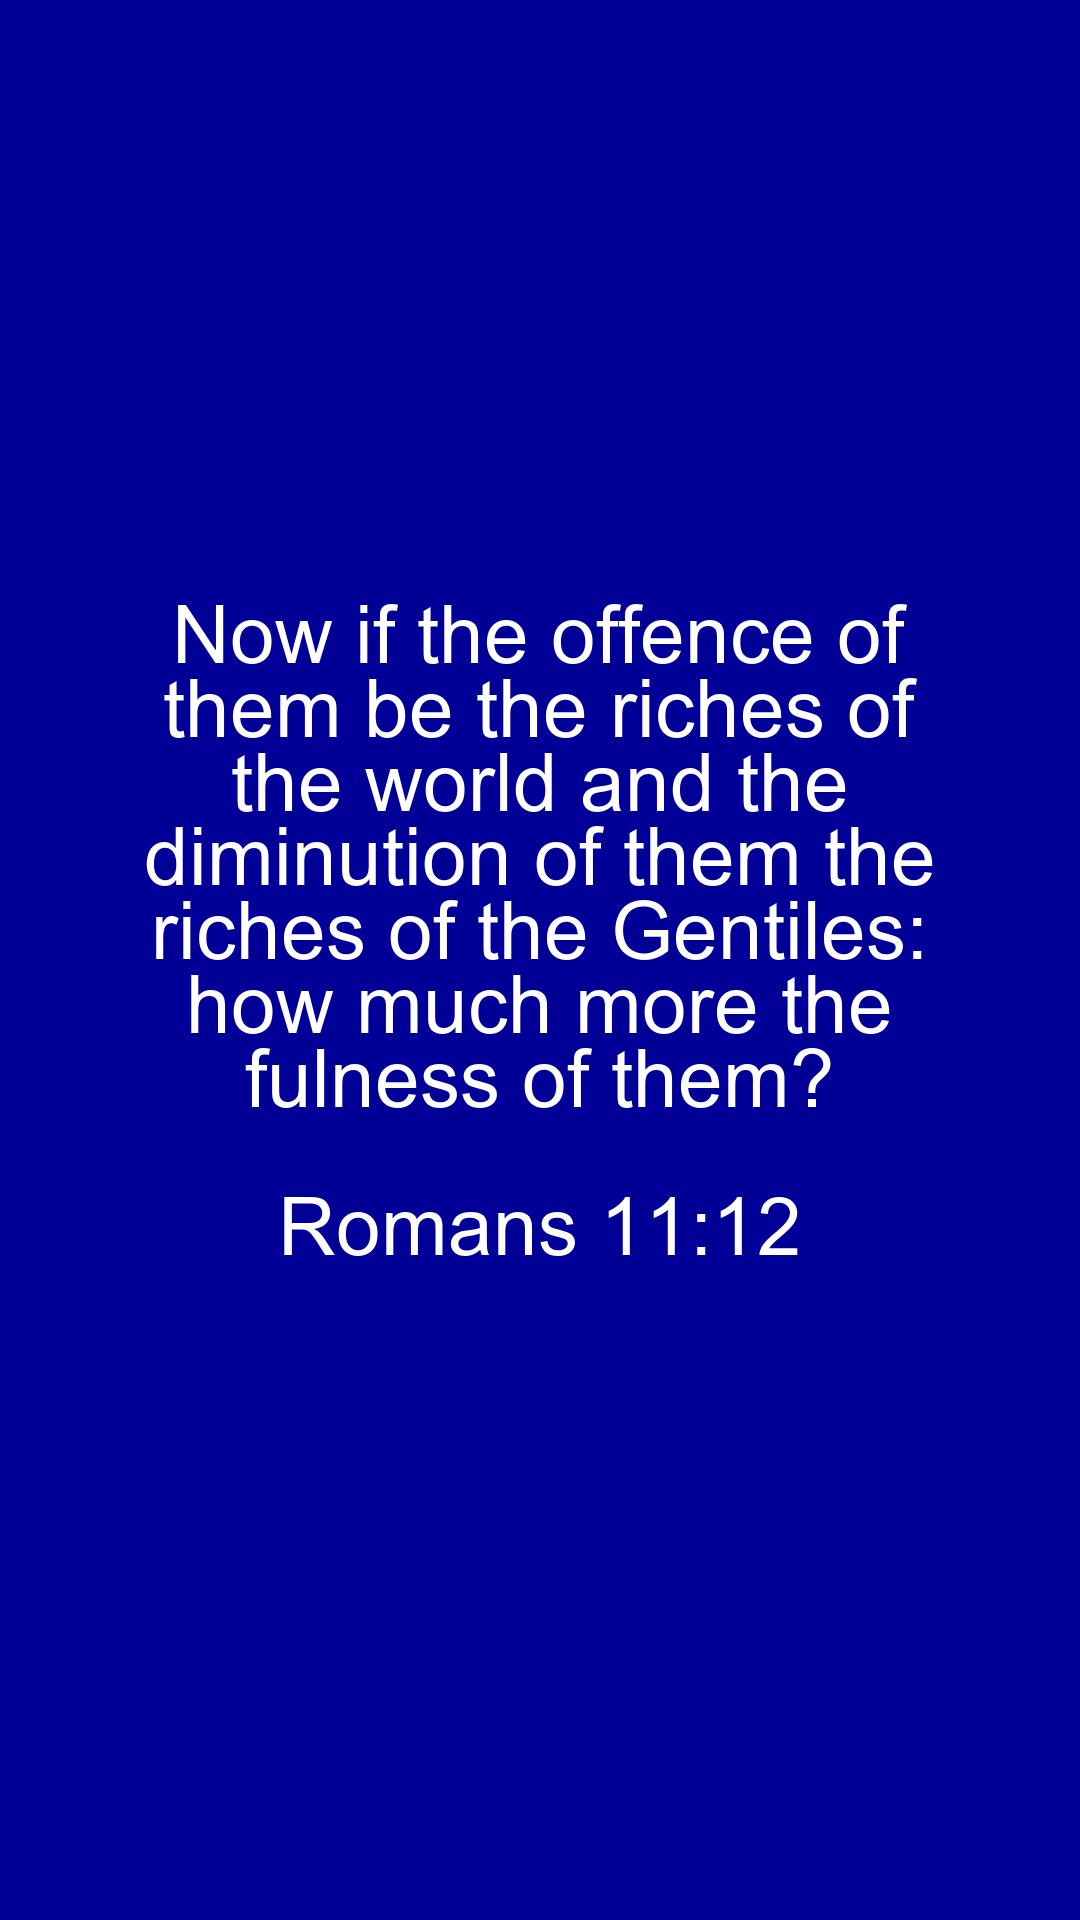 Now if the offence of
them be the riches of
the world and the
diminution of them the
riches of the Gentiles:
how much more the
fulness of them?
Romans 11:12